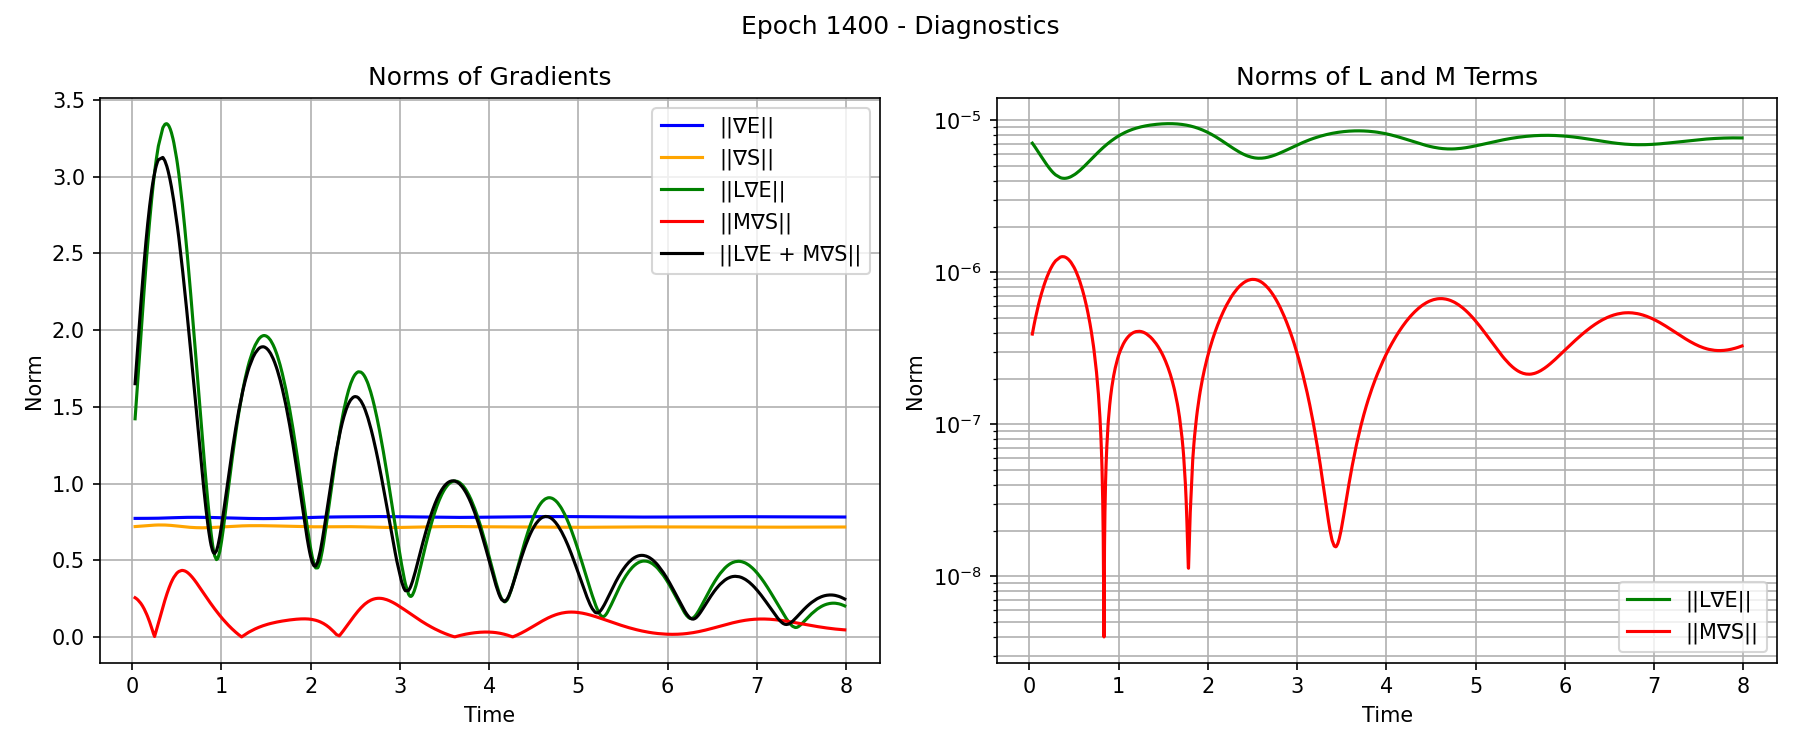 Epoch 1400 - Diagnostics
Norms of Gradients
Norm
3.5
3.0
2.5
2.0
1.5
1.0
0.5
0.0
||∇E||
||∇S||
||L∇E||
||M∇S||
||L∇E + M∇S||
0 1 2 3 4 5 6 7 8
Time
Norms of L and M Terms
Norm
10⁻⁵
10⁻⁶
10⁻⁷
10⁻⁸
||L∇E||
||M∇S||
0 1 2 3 4 5 6 7 8
Time